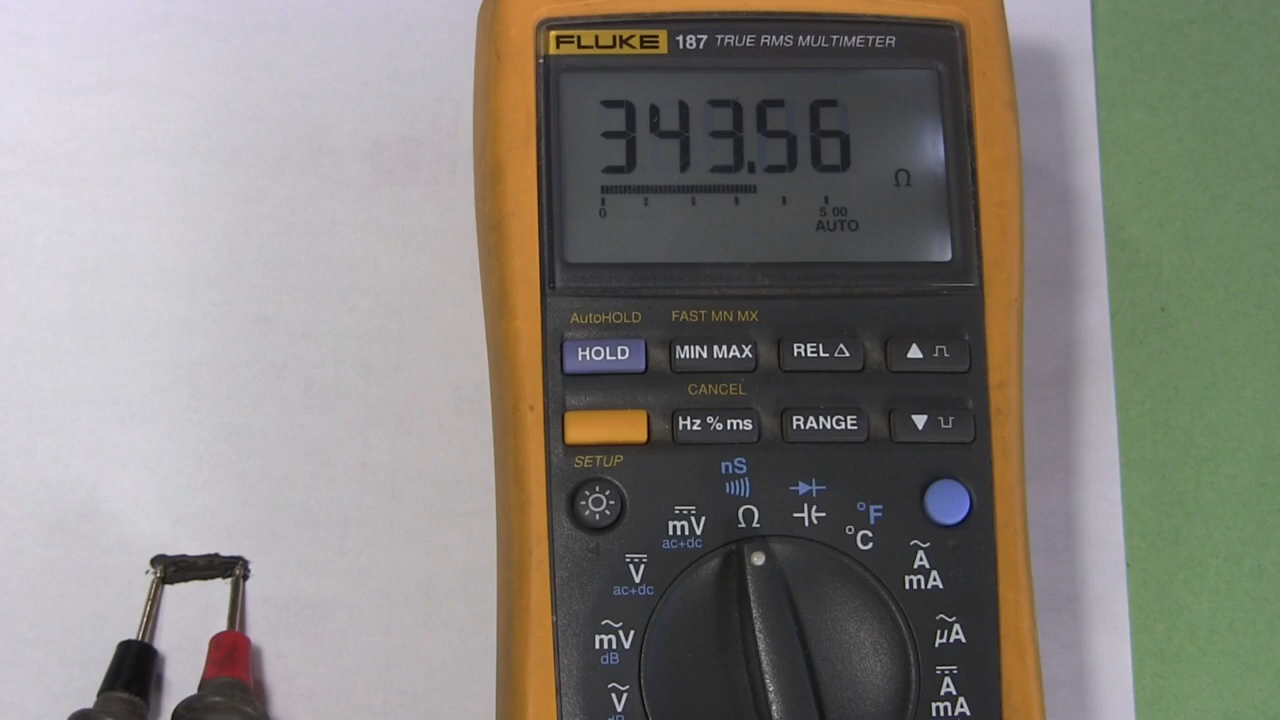 FLUKE 187 TRUE RMS MULTIMETER
343.56
Ω
0
5 00
AUTO
AutoHOLD FAST MN MX
HOLD MIN MAX REL Δ
CANCEL
Hz % ms RANGE
SETUP
nS
Ω
mV
ac+dc
°F
°C
V
ac+dc
A
mA
mV
dB
µA
V
A
mA